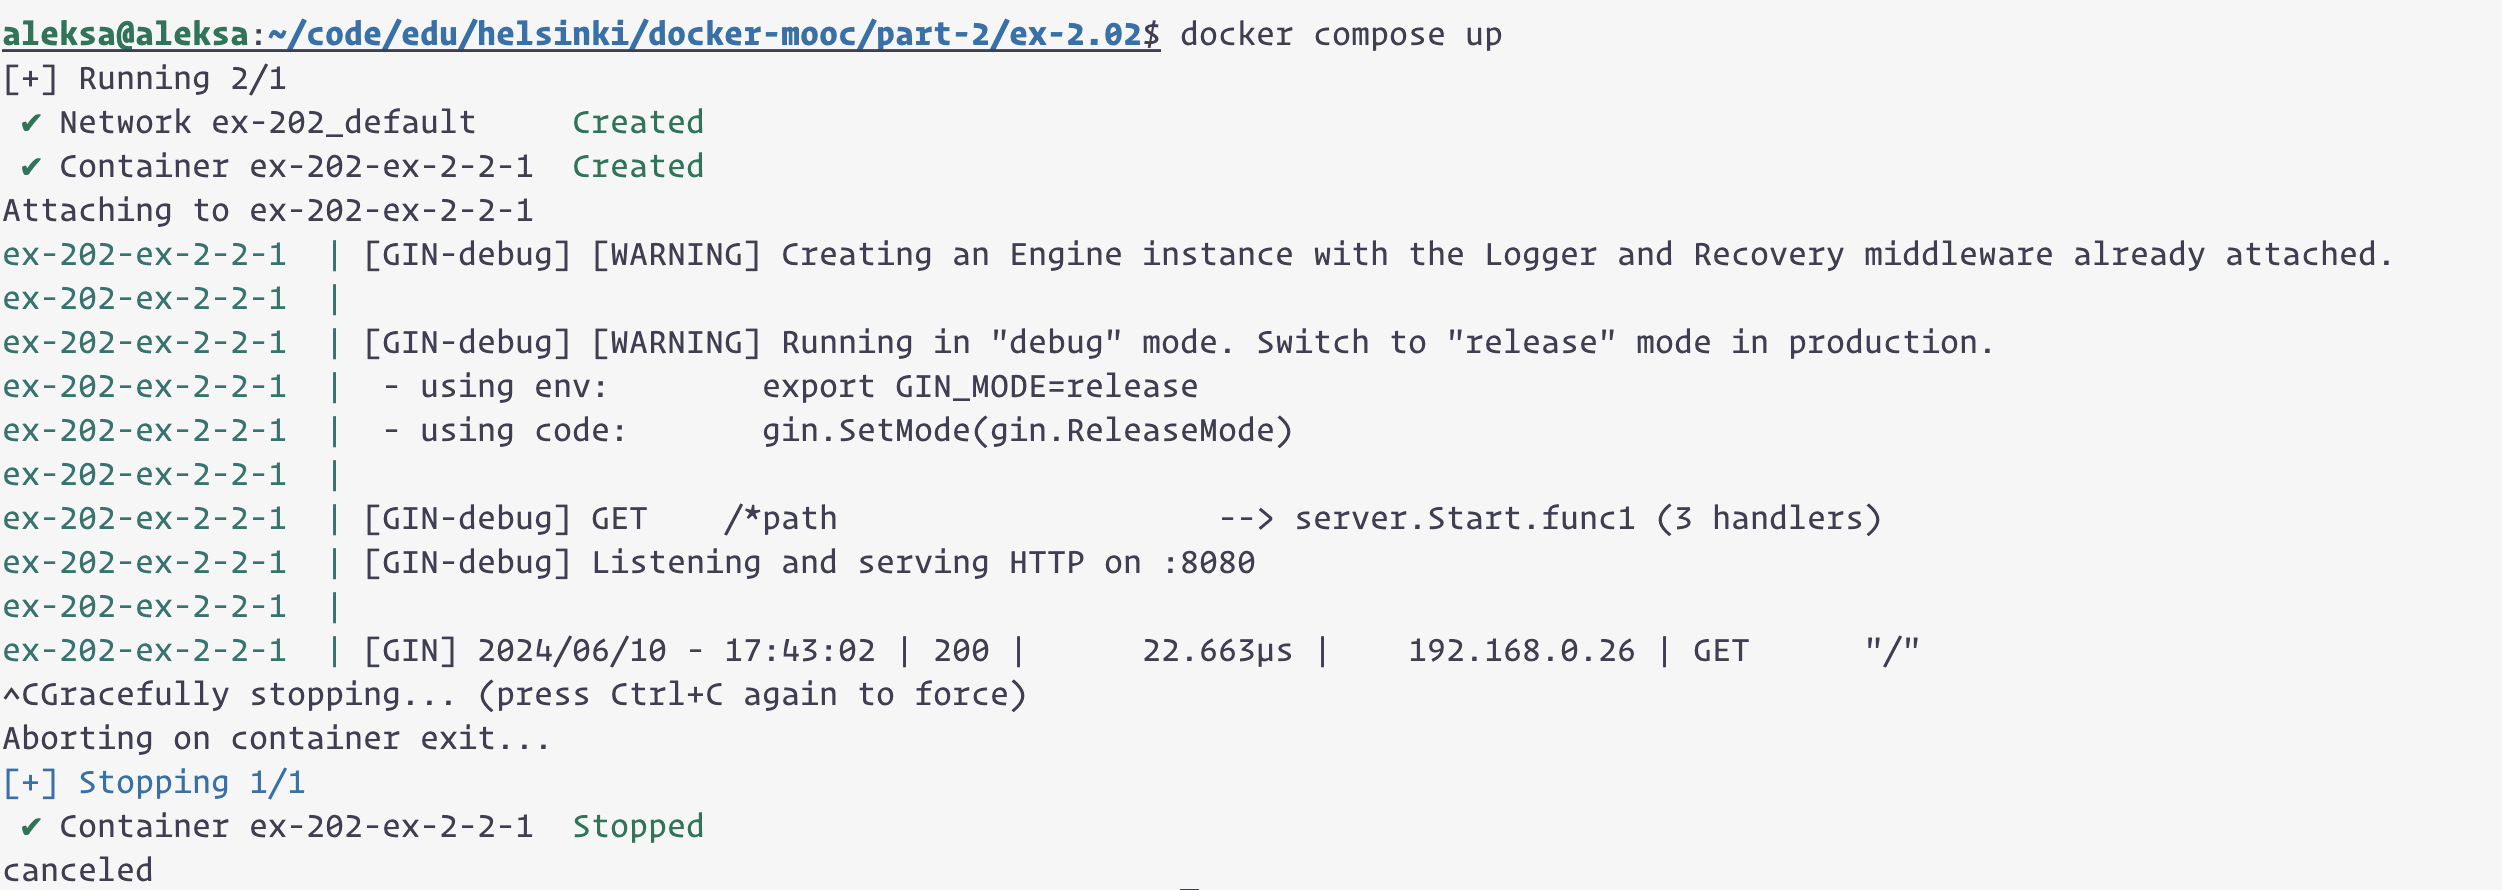 aleksa@aleksa:~/code/edu/helsinki/docker-mooc/part-2/ex-2.02$ docker compose up
[+] Running 2/1
 ✔ Network ex-202_default     Created
 ✔ Container ex-202-ex-2-2-1  Created
Attaching to ex-202-ex-2-2-1
ex-202-ex-2-2-1  | [GIN-debug] [WARNING] Creating an Engine instance with the Logger and Recovery middleware already attached.
ex-202-ex-2-2-1  |
ex-202-ex-2-2-1  | [GIN-debug] [WARNING] Running in "debug" mode. Switch to "release" mode in production.
ex-202-ex-2-2-1  |  - using env:        export GIN_MODE=release
ex-202-ex-2-2-1  |  - using code:       gin.SetMode(gin.ReleaseMode)
ex-202-ex-2-2-1  |
ex-202-ex-2-2-1  | [GIN-debug] GET    /*path                    --> server.Start.func1 (3 handlers)
ex-202-ex-2-2-1  | [GIN-debug] Listening and serving HTTP on :8080
ex-202-ex-2-2-1  |
ex-202-ex-2-2-1  | [GIN] 2024/06/10 - 17:43:02 | 200 |      22.663µs |    192.168.0.26 | GET      "/"
^CGracefully stopping... (press Ctrl+C again to force)
Aborting on container exit...
[+] Stopping 1/1
 ✔ Container ex-202-ex-2-2-1  Stopped
canceled